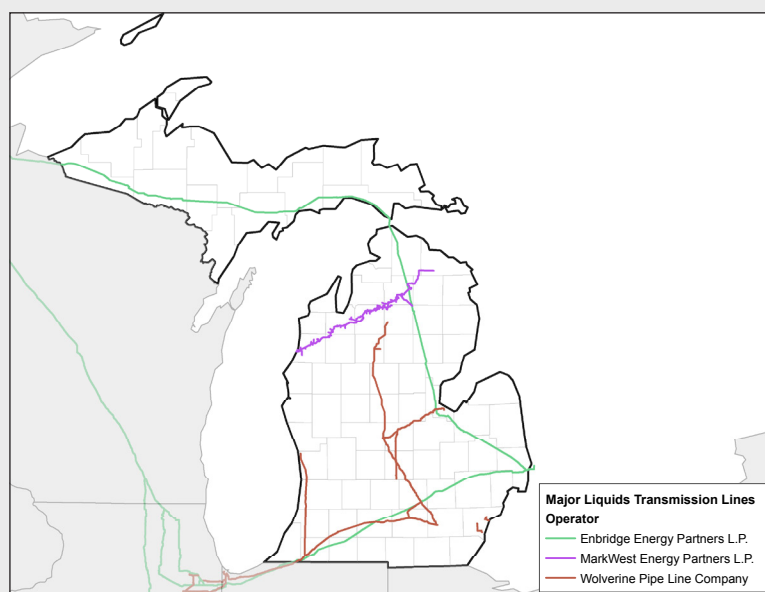 Major Liquids Transmission Lines
Operator
Enbridge Energy Partners L.P.
MarkWest Energy Partners L.P.
Wolverine Pipe Line Company